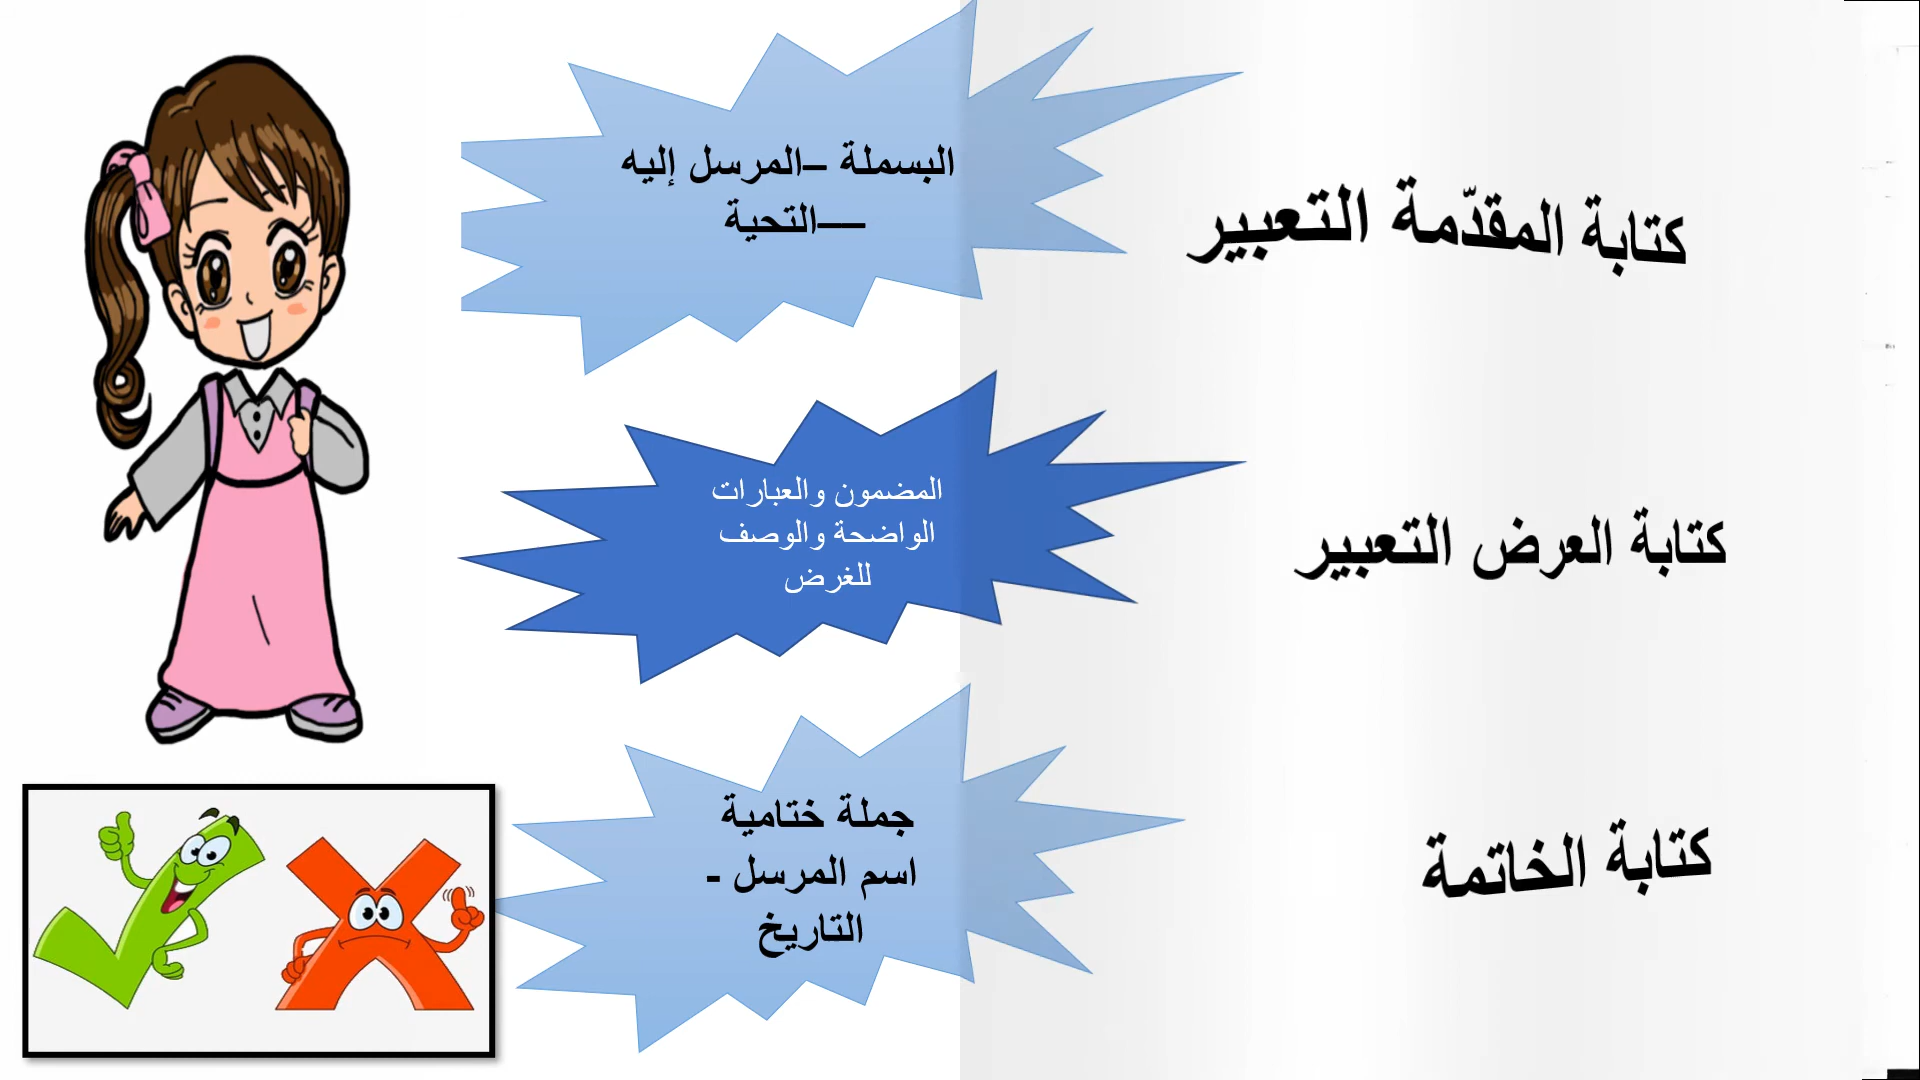 كتابة المقدّمة التعبير
البسملة –المرسل إليه
––التحية
كتابة العرض التعبير
المضمون والعبارات
الواضحة والوصف
للغرض
كتابة الخاتمة
جملة ختامية
اسم المرسل -
التاريخ